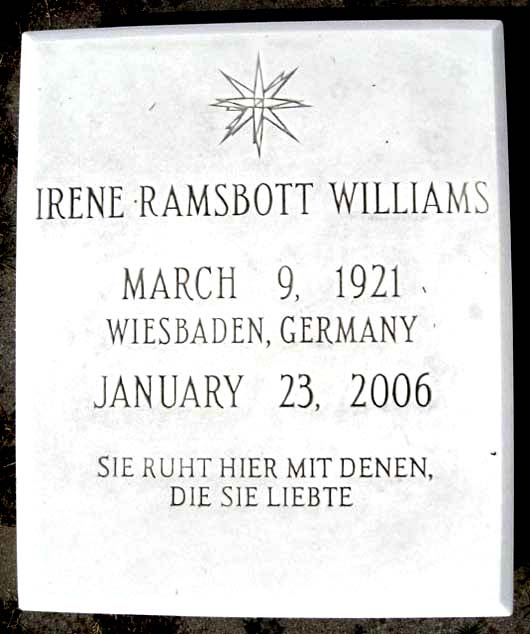 IRENE RAMSBOTT WILLIAMS
MARCH 9, 1921
WIESBADEN, GERMANY
JANUARY 23, 2006
SIE RUHT HIER MIT DENEN,
DIE SIE LIEBTE